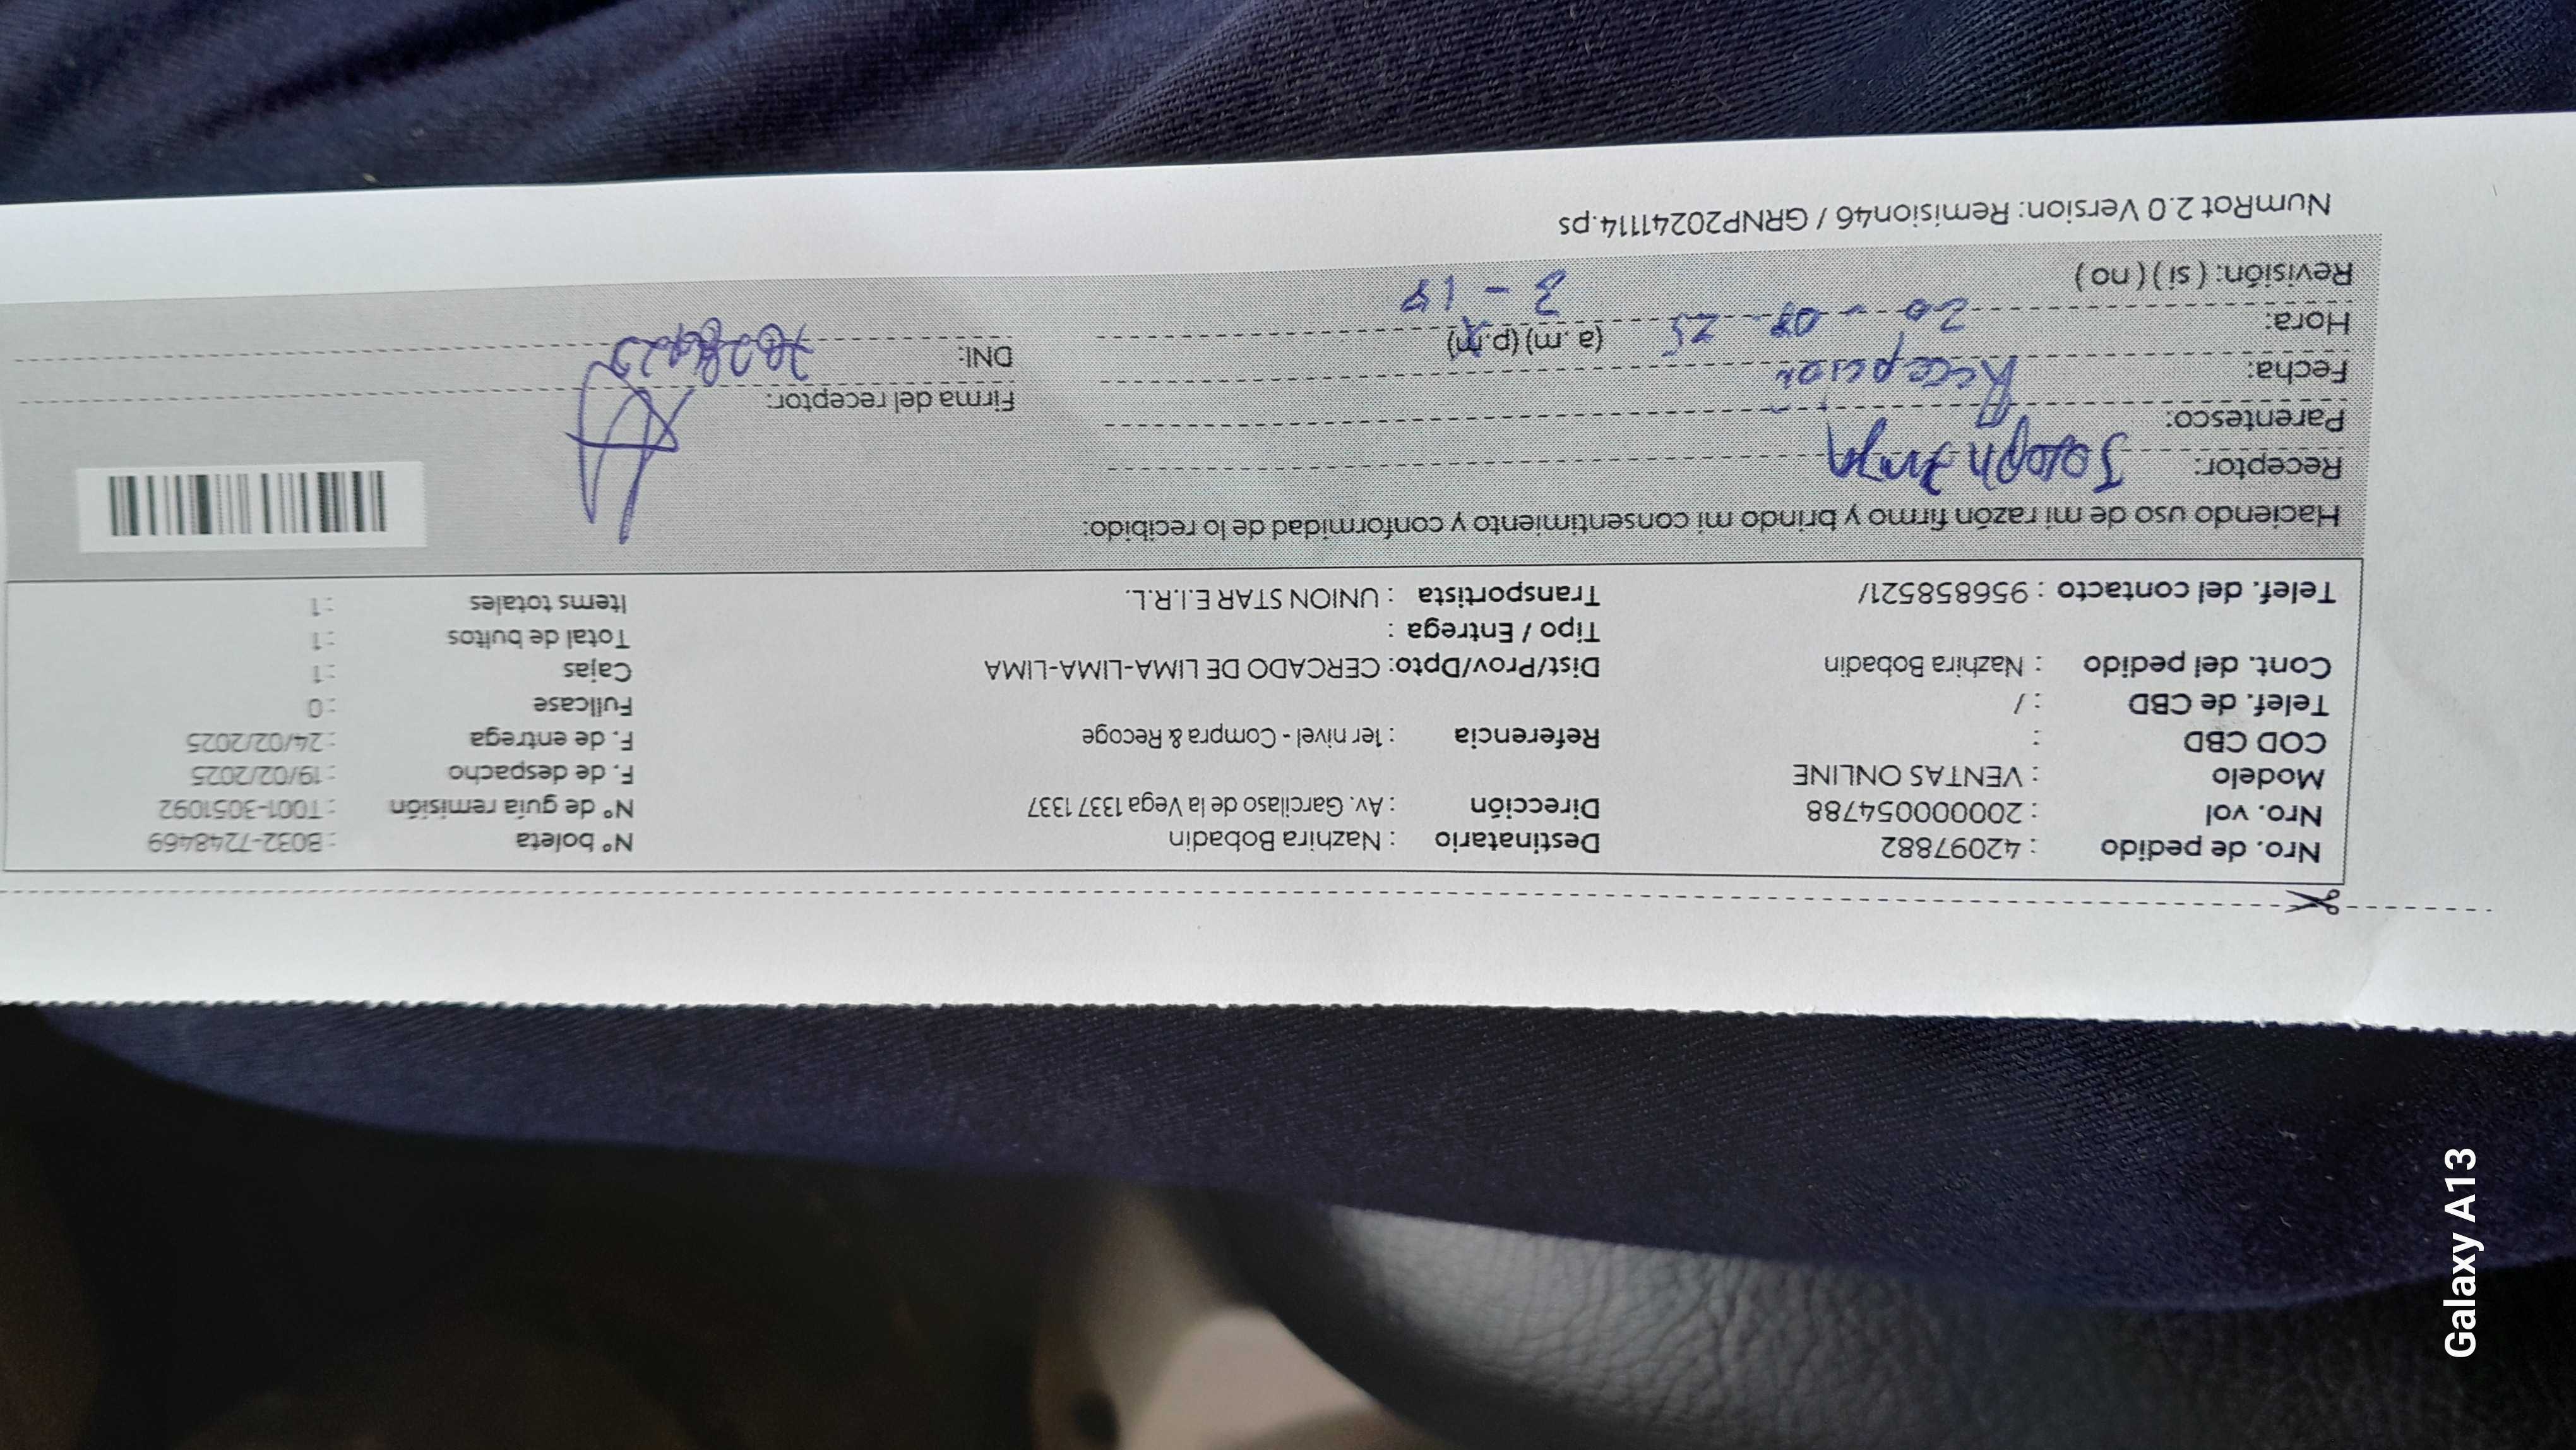 Nro. de pedido : 42097882 Destinatario : Nazhira Bobadin N° boleta : B032-7248469
Nro. vol : 20000054788 Dirección : Av. Garcilaso de la Vega 1337 1337 N° de guía remisión : T001-3051092
Modelo : VENTAS ONLINE F. de despacho : 19/02/2025
COD CBD : Referencia : 1er nivel - Compra & Recoge F. de entrega : 24/02/2025
Telef. de CBD : / Fullcase : 0
Cont. del pedido : Nazhira Bobadin Dist/Prov/Dpto: CERCADO DE LIMA-LIMA-LIMA Cajas : 1
Tipo / Entrega : Total de bultos : 1
Telef. del contacto : 956858521/ Transportista : UNION STAR E.I.R.L. Items totales : 1
Haciendo uso de mi razón firmo y brindo mi consentimiento y conformidad de lo recibido:
Receptor: Joseph
Parentesco: Recepcion Firma del receptor:
Fecha: DNI:
Hora: (a.m) (p.m)
Revisión: ( si ) ( no ) 3 - 18
NumRot 2.0 Version: Remision46 / GRNP20241114.ps
Galaxy A13